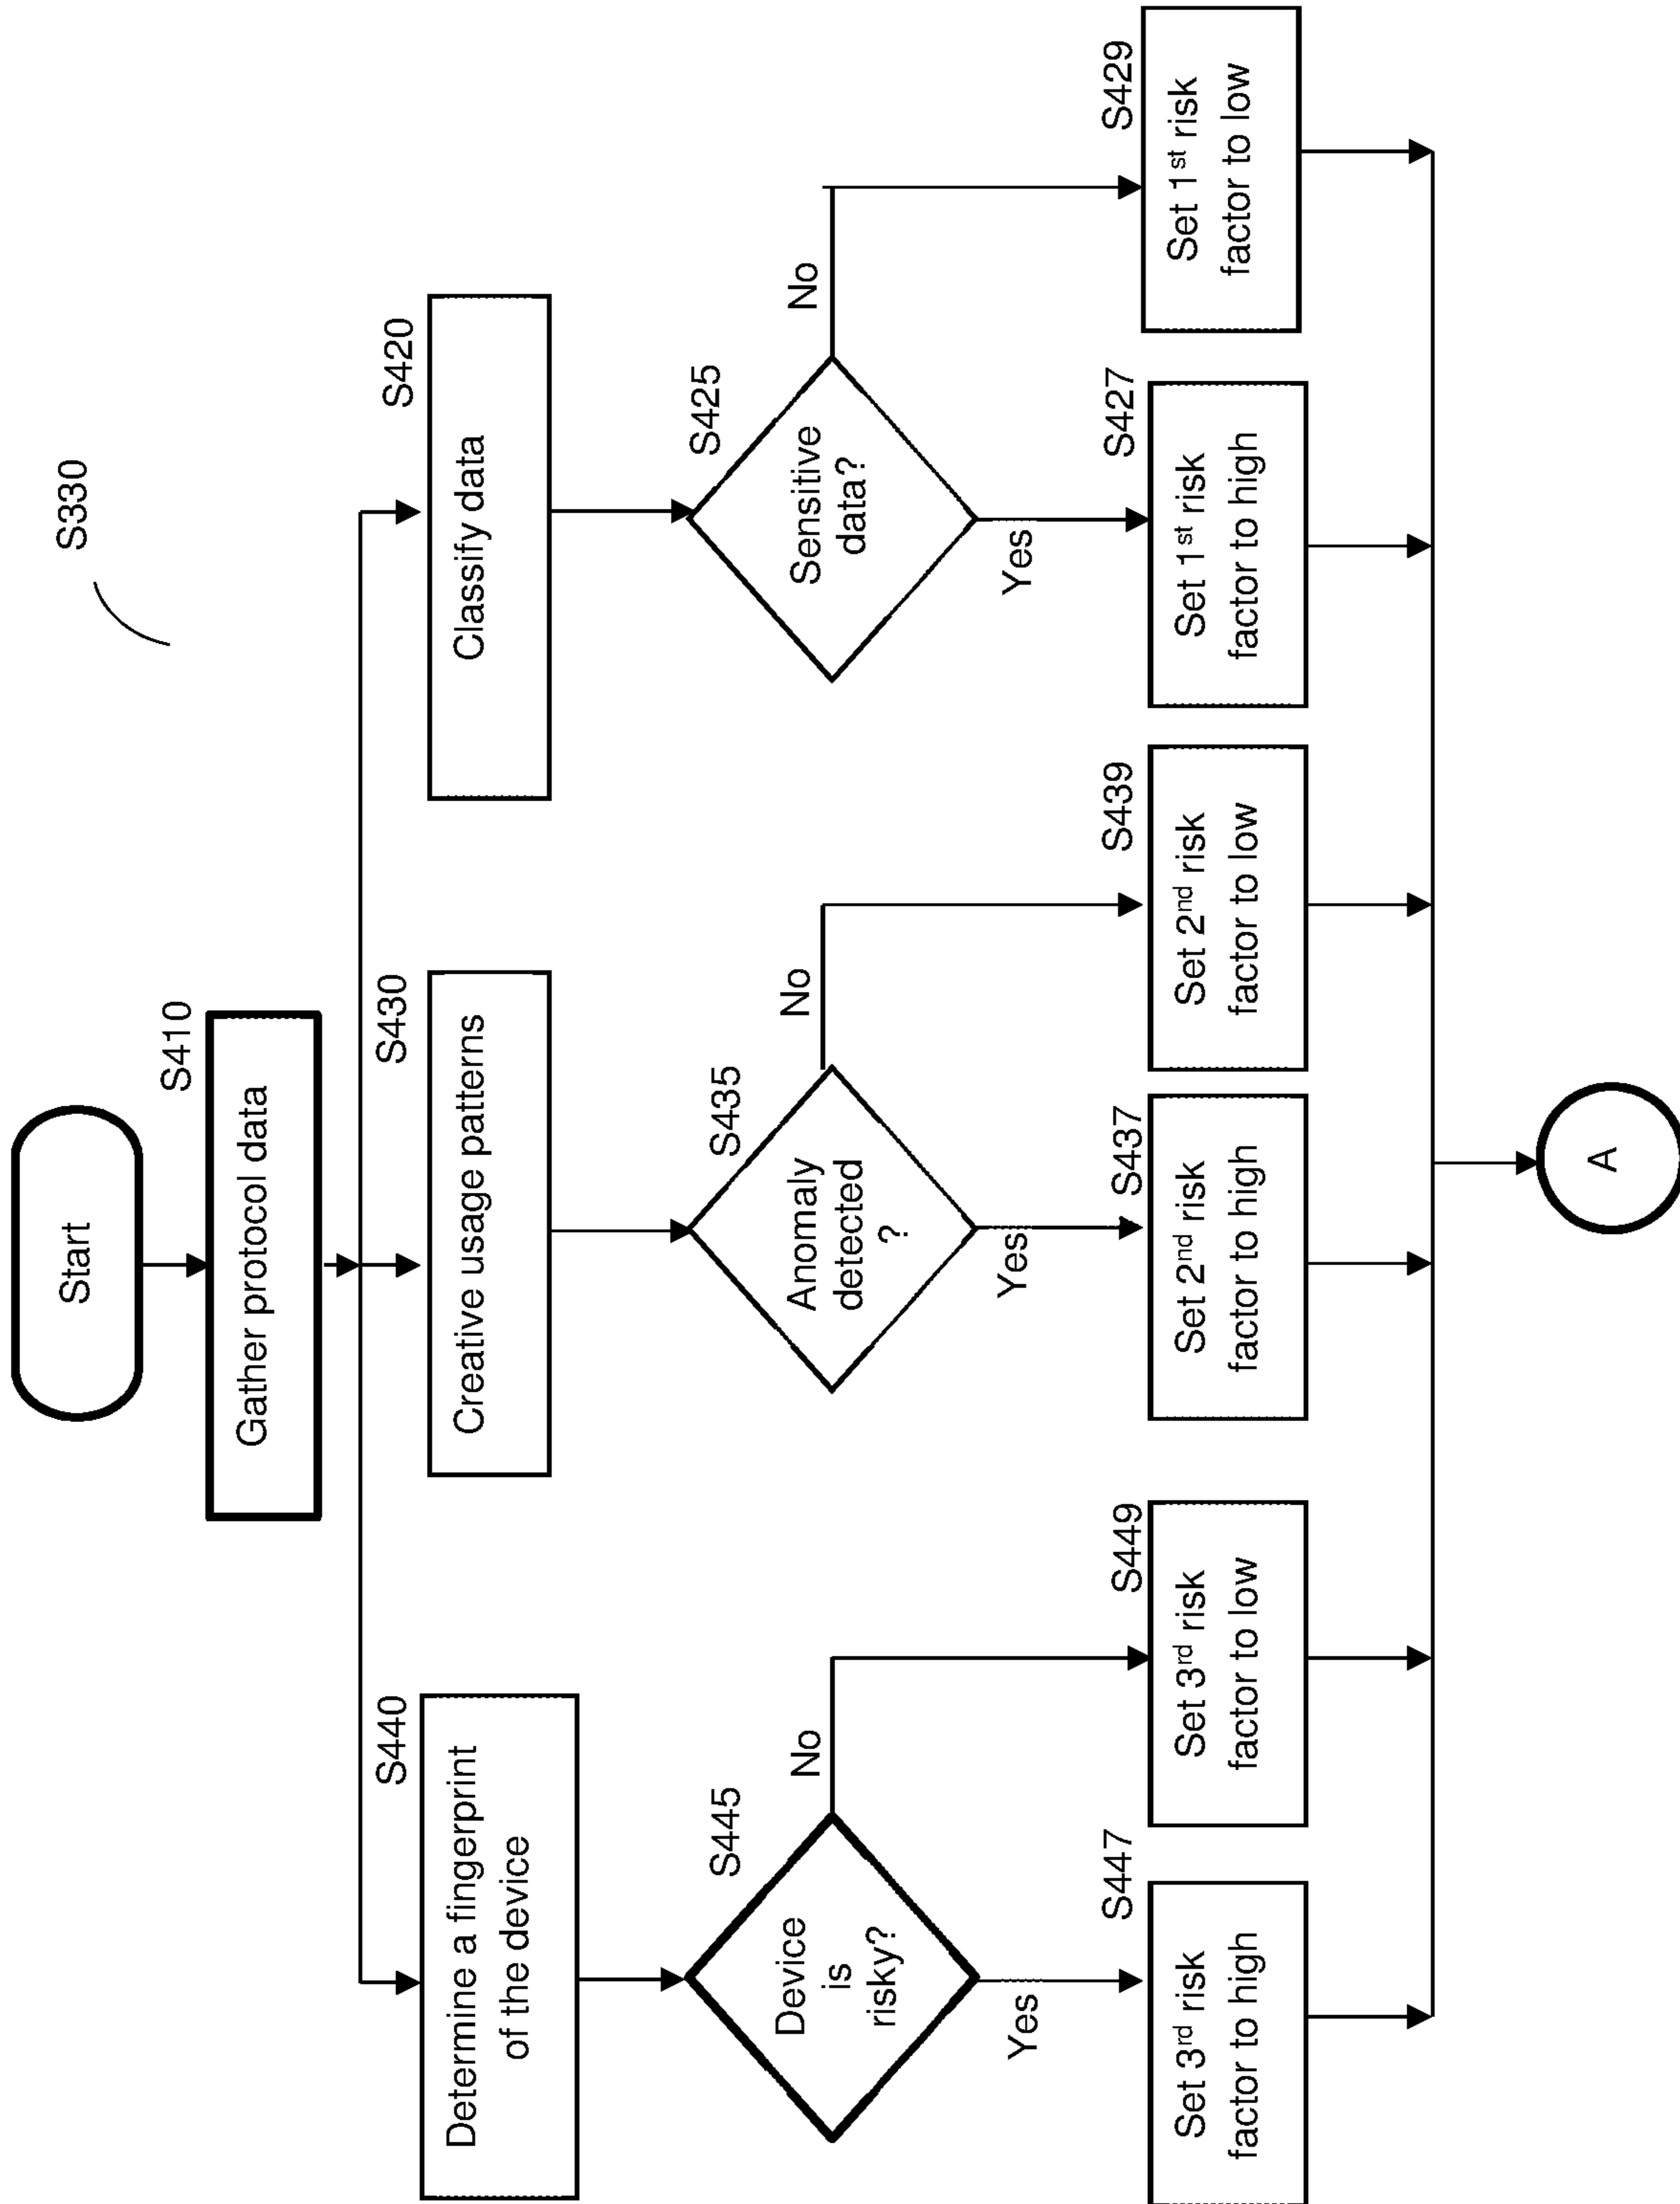 S330
Start
S410
Gather protocol data
S440
Determine a fingerprint
of the device
S430
Creative usage patterns
S420
Classify data
S445
Device
is
risky?
No
Yes
S435
Anomaly
detected
?
No
Yes
S425
Sensitive
data?
No
Yes
S447
Set 3rd risk
factor to high
S449
Set 3rd risk
factor to low
S437
Set 2nd risk
factor to high
S439
Set 2nd risk
factor to low
S427
Set 1st risk
factor to high
S429
Set 1st risk
factor to low
A